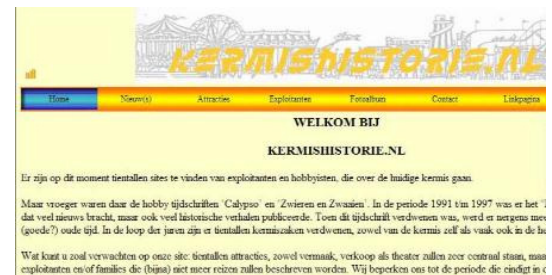 KERMISHISTORIE.NL
Home Nieuw(s) Attracties Exploitanten Fotoalbum Contact Linkpagina
WELKOM BIJ
KERMISHISTORIE.NL
Er zijn op dit moment tientallen sites te vinden van exploitanten en hobbyisten, die over de huidige kermis gaan.
Maar vroeger waren daar de hobby tijdschriften 'Calypso' en 'Zwieren en Zwaaien'. In de periode 1991 t/m 1997 was er het
dat veel nieuws bracht, maar ook veel historische verhalen publiceerde. Toen dit tijdschrift verdwenen was, werd er nergens mee
(goede?) oude tijd. In de loop der jaren zijn er tientallen kermiszaken verdwenen, zowel van de kermis zelf als vaak ook in de h
Wat kunt u zoal verwachten op onze site: tientallen attracties, zowel vermaak, verkoop als theater zullen zeer centraal staan, maa
exploitanten en/of families die (bijna) niet meer reizen zullen beschreven worden. Wij beperken ons tot de periode die eindigt in